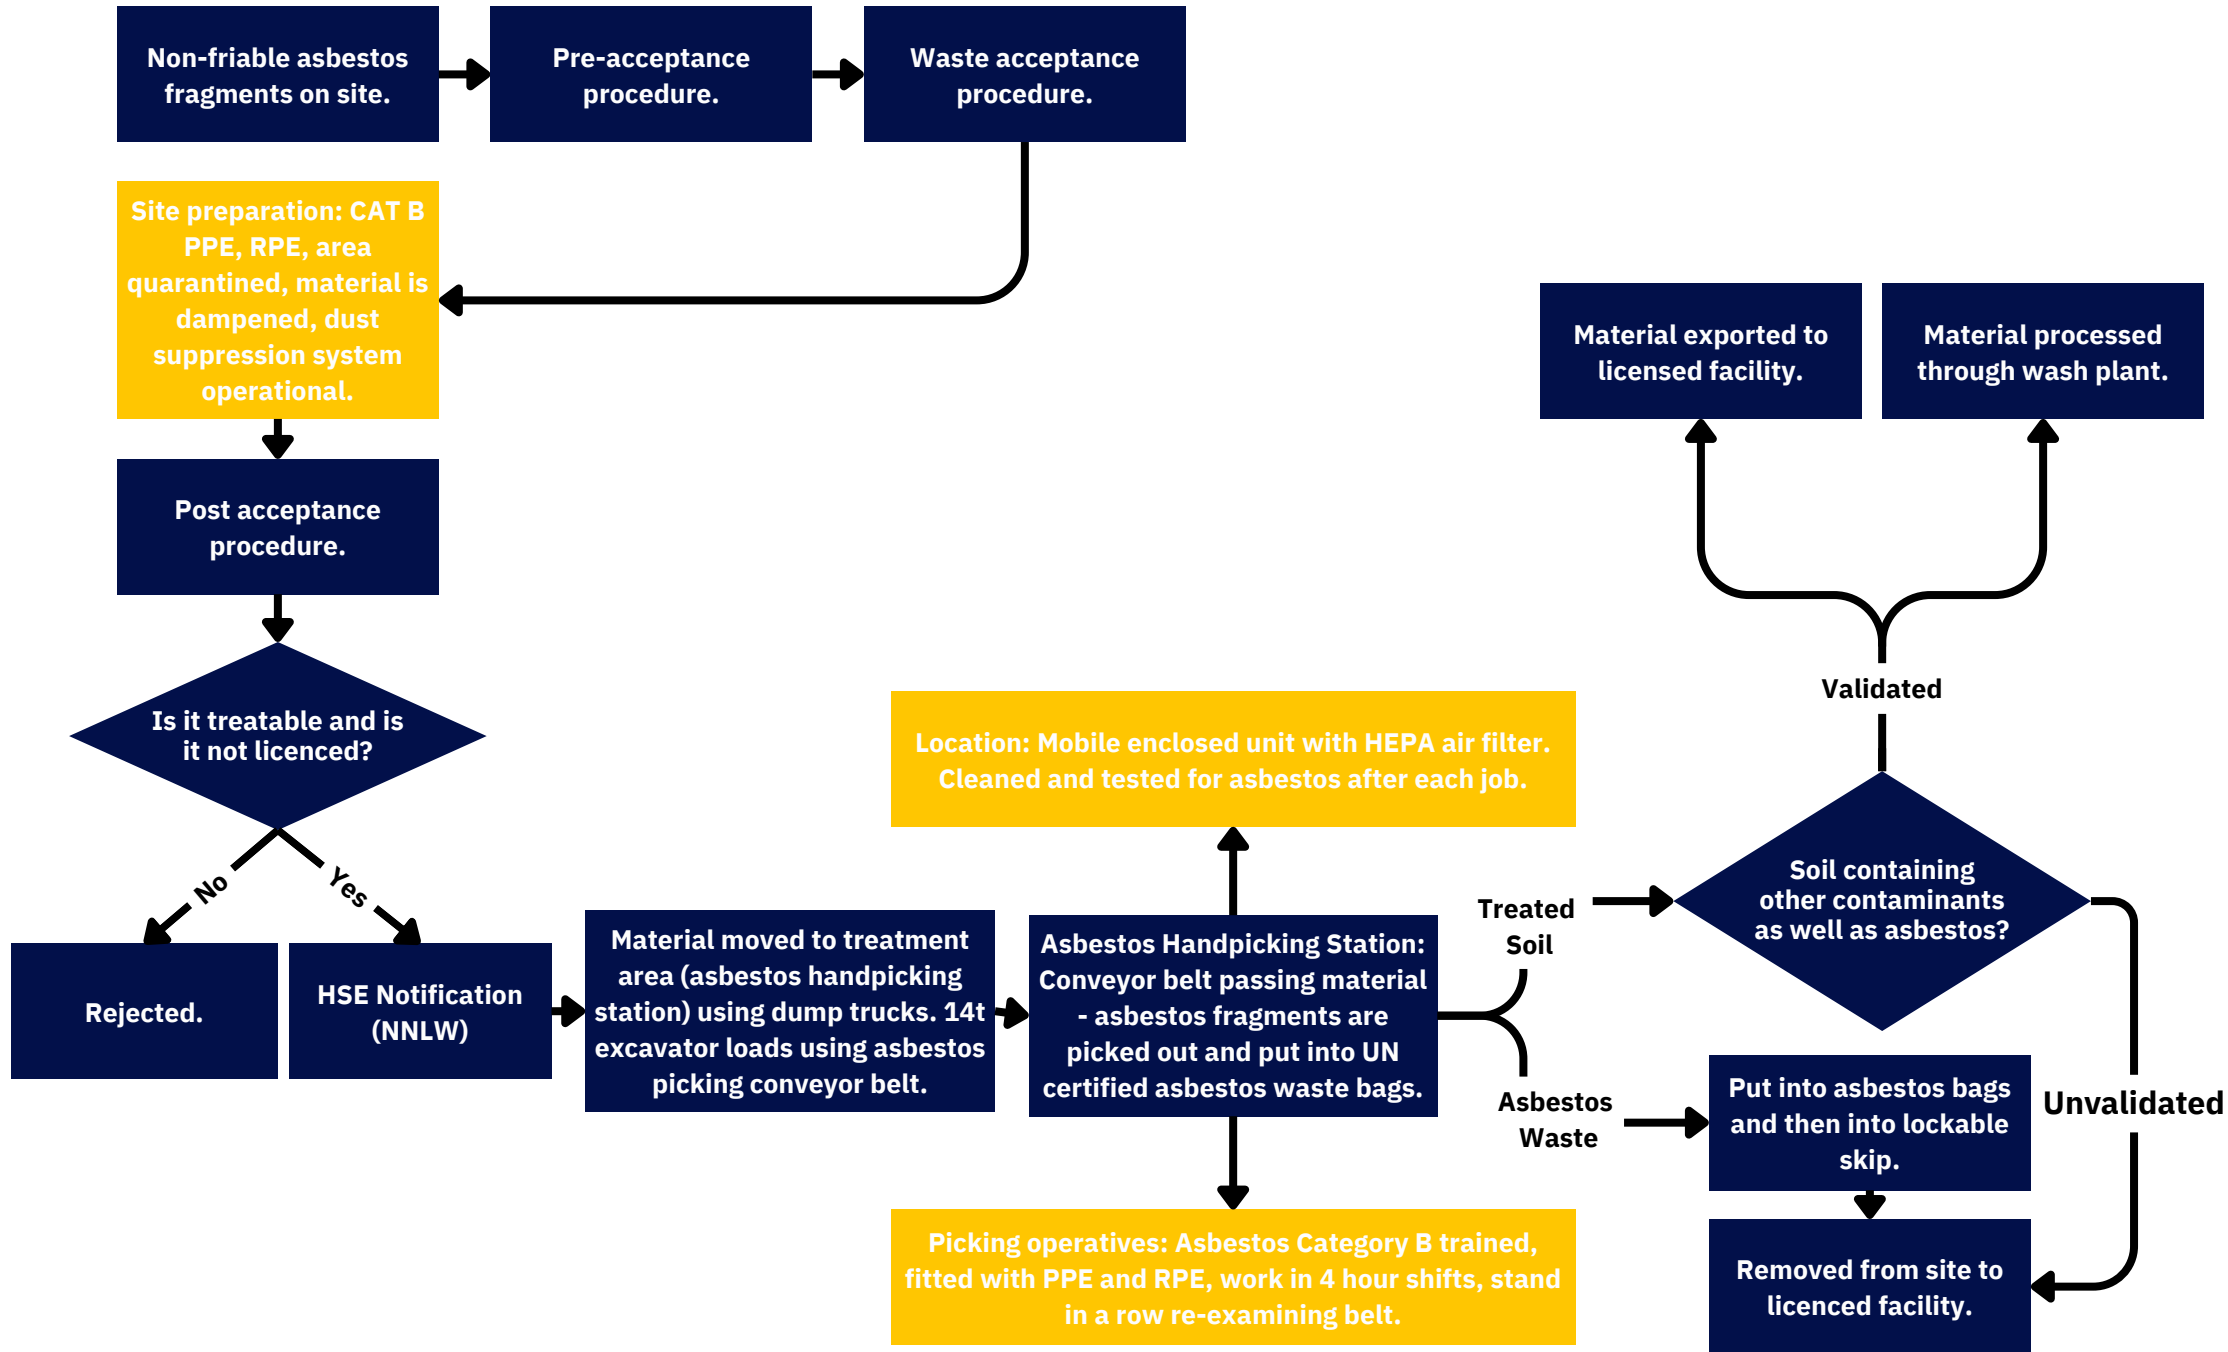 Non-friable asbestos
fragments on site.
Pre-acceptance
procedure.
Waste acceptance
procedure.
Site preparation: CAT B
PPE, RPE, area
quarantined, material is
dampened, dust
suppression system
operational.
Post acceptance
procedure.
Is it treatable and is
it not licenced?
No
Yes
Rejected.
HSE Notification
(NNLW)
Material moved to treatment
area (asbestos handpicking
station) using dump trucks. 14t
excavator loads using asbestos
picking conveyor belt.
Location: Mobile enclosed unit with HEPA air filter.
Cleaned and tested for asbestos after each job.
Asbestos Handpicking Station:
Conveyor belt passing material
- asbestos fragments are
picked out and put into UN
certified asbestos waste bags.
Picking operatives: Asbestos Category B trained,
fitted with PPE and RPE, work in 4 hour shifts, stand
in a row re-examining belt.
Treated
Soil
Asbestos
Waste
Material exported to
licensed facility.
Material processed
through wash plant.
Validated
Soil containing
other contaminants
as well as asbestos?
Unvalidated
Put into asbestos bags
and then into lockable
skip.
Removed from site to
licenced facility.